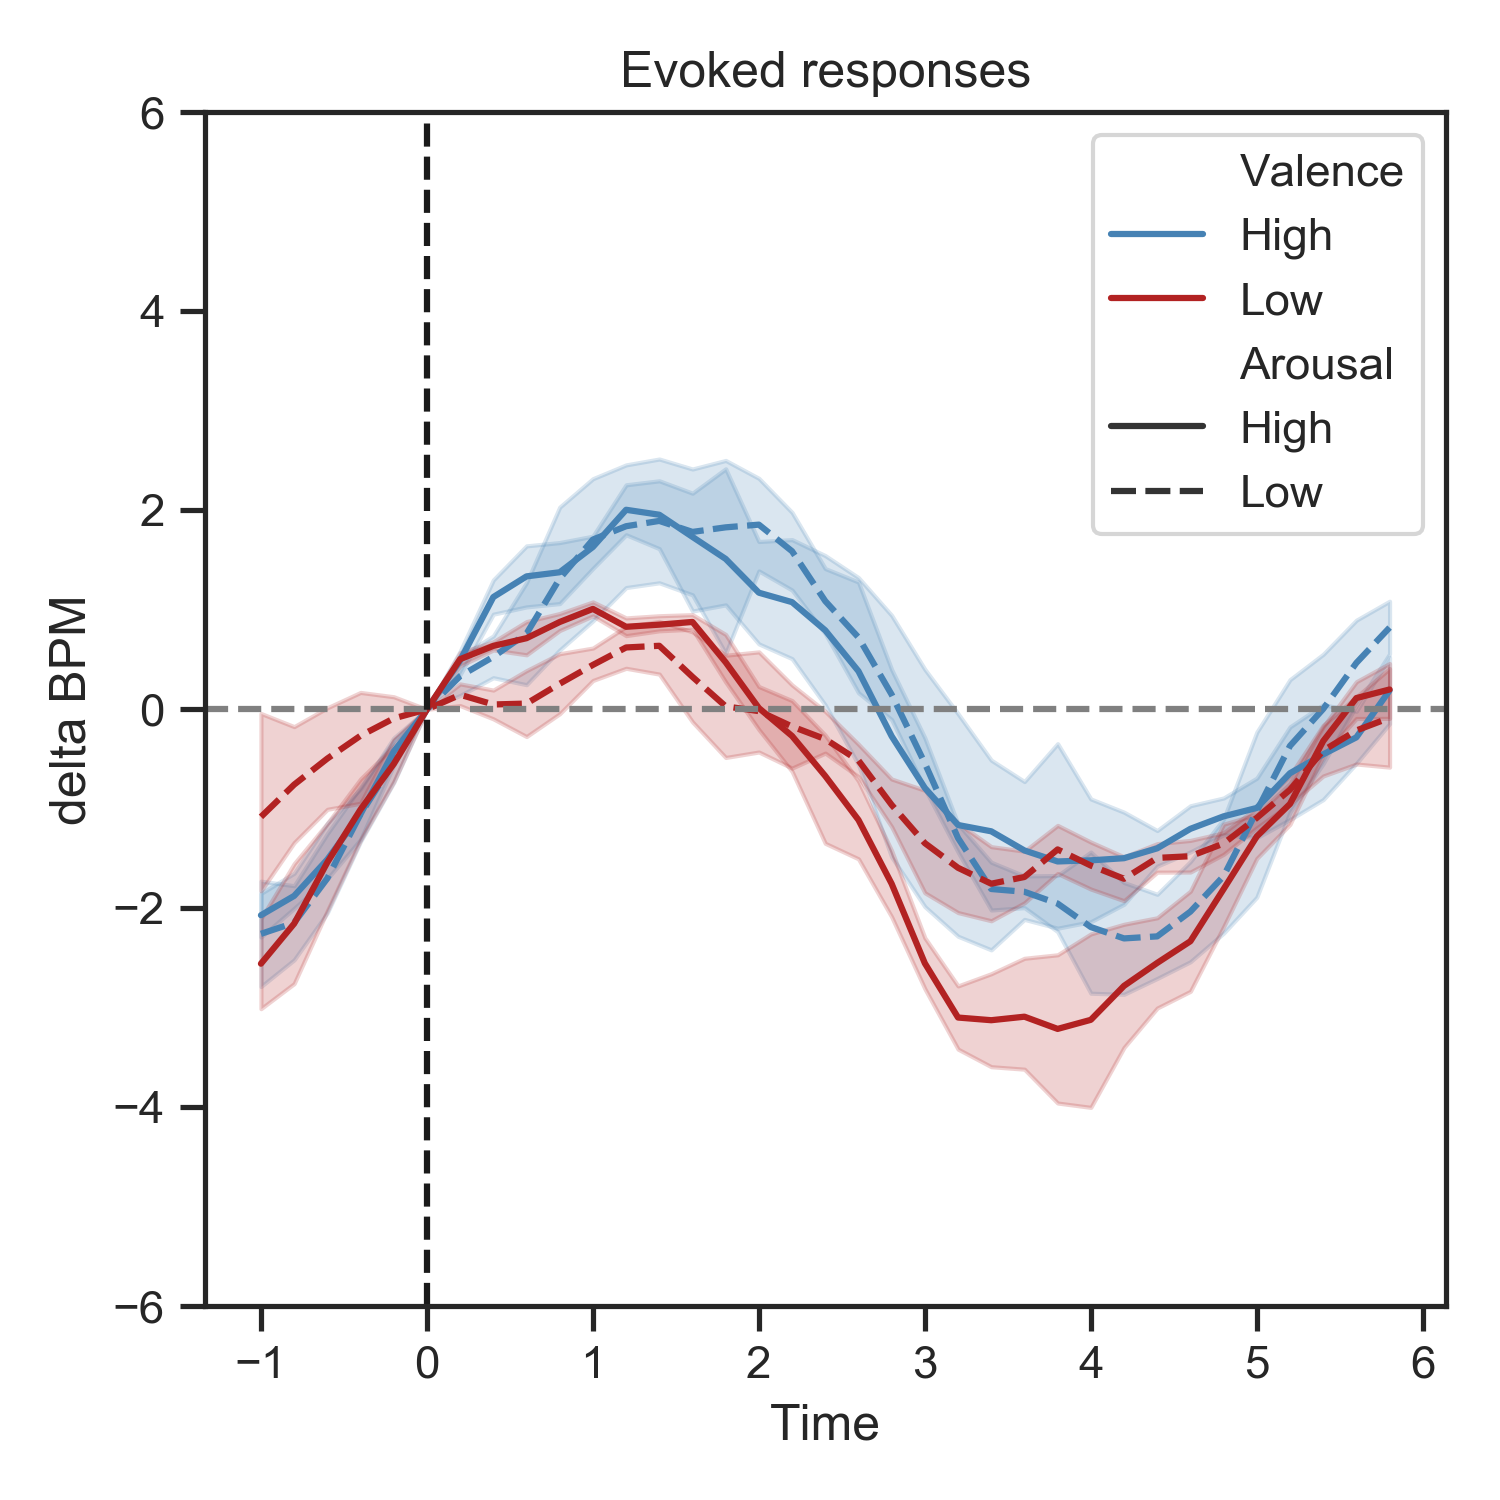 Evoked responses
6
4
2
0
−2
−4
−6
delta BPM
Valence
High
Low
Arousal
High
Low
−1 0 1 2 3 4 5 6
Time